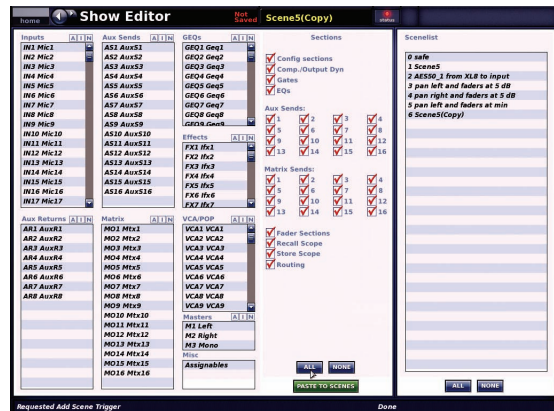 home
Show Editor
Not Saved
Scene5(Copy)
status
Inputs A I N
IN1 Mic1
IN2 Mic2
IN3 Mic3
IN4 Mic4
IN5 Mic5
IN6 Mic6
IN7 Mic7
IN8 Mic8
IN9 Mic9
IN10 Mic10
IN11 Mic11
IN12 Mic12
IN13 Mic13
IN14 Mic14
IN15 Mic15
IN16 Mic16
IN17 Mic17
Aux Sends A I N
AS1 AuxS1
AS2 AuxS2
AS3 AuxS3
AS4 AuxS4
AS5 AuxS5
AS6 AuxS6
AS7 AuxS7
AS8 AuxS8
AS9 AuxS9
AS10 AuxS10
AS11 AuxS11
AS12 AuxS12
AS13 AuxS13
AS14 AuxS14
AS15 AuxS15
AS16 AuxS16
GEQs A I N
GEQ1 Geq1
GEQ2 Geq2
GEQ3 Geq3
GEQ4 Geq4
GEQ5 Geq5
GEQ6 Geq6
GEQ7 Geq7
GEQ8 Geq8
GEQ9 Geq9
Effects A I N
FX1 Ifx1
FX2 Ifx2
FX3 Ifx3
FX4 Ifx4
FX5 Ifx5
FX6 Ifx6
FX7 Ifx7
Aux Returns A I N
AR1 AuxR1
AR2 AuxR2
AR3 AuxR3
AR4 AuxR4
AR5 AuxR5
AR6 AuxR6
AR7 AuxR7
AR8 AuxR8
Matrix A I N
MO1 Mtx1
MO2 Mtx2
MO3 Mtx3
MO4 Mtx4
MO5 Mtx5
MO6 Mtx6
MO7 Mtx7
MO8 Mtx8
MO9 Mtx9
MO10 Mtx10
MO11 Mtx11
MO12 Mtx12
MO13 Mtx13
MO14 Mtx14
MO15 Mtx15
MO16 Mtx16
VCA/POP A I N
VCA1 VCA1
VCA2 VCA2
VCA3 VCA3
VCA4 VCA4
VCA5 VCA5
VCA6 VCA6
VCA7 VCA7
VCA8 VCA8
VCA9 VCA9
Masters A I N
M1 Left
M2 Right
M3 Mono
Misc
Assignables
Sections
Config sections
Comp./Output Dyn
Gates
EQs
Aux Sends:
1 2 3 4
5 6 7 8
9 10 11 12
13 14 15 16
Matrix Sends:
1 2 3 4
5 6 7 8
9 10 11 12
13 14 15 16
Fader Sections
Recall Scope
Store Scope
Routing
ALL NONE
PASTE TO SCENES
Scenelist
0 safe
1 Scene5
2 AES50_1 from XL8 to input
3 pan left and faders at 5 dB
4 pan right and faders at 5 dB
5 pan left and faders at min
6 Scene5(Copy)
ALL NONE
Requested Add Scene Trigger
Done